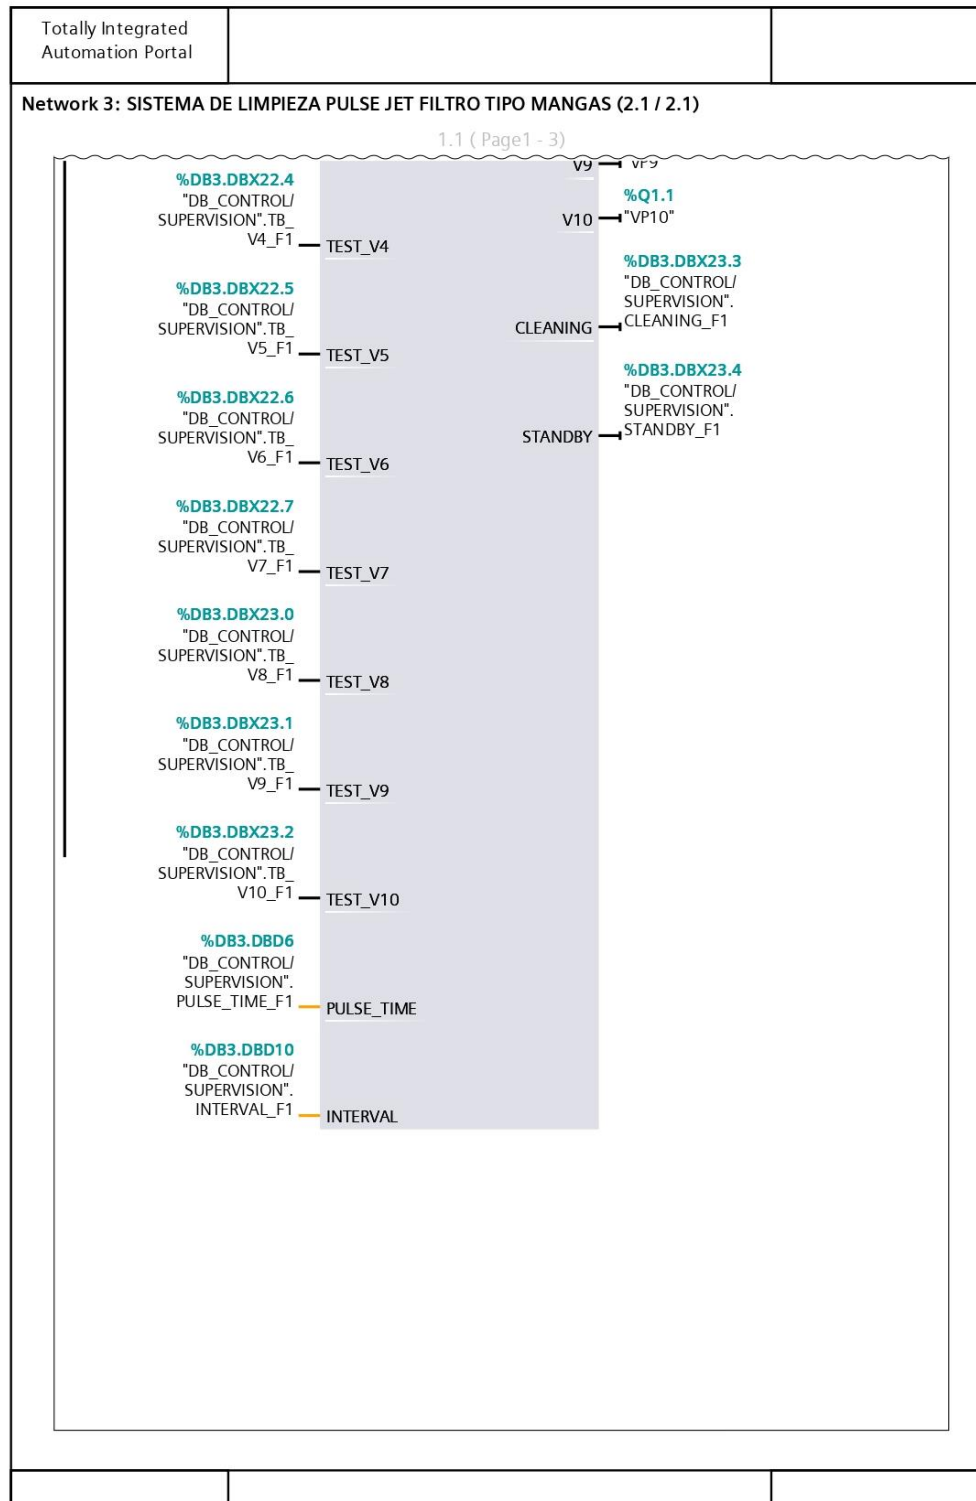 Totally Integrated
Automation Portal
Network 3: SISTEMA DE LIMPIEZA PULSE JET FILTRO TIPO MANGAS (2.1 / 2.1)
1.1 ( Page1 - 3)
V9
VP9
%DB3.DBX22.4
"DB_CONTROL/
SUPERVISION".TB_
V4_F1
TEST_V4
%Q1.1
V10
"VP10"
%DB3.DBX23.3
"DB_CONTROL/
SUPERVISION".
CLEANING
CLEANING_F1
%DB3.DBX22.5
"DB_CONTROL/
SUPERVISION".TB_
V5_F1
TEST_V5
%DB3.DBX23.4
"DB_CONTROL/
SUPERVISION".
STANDBY
STANDBY_F1
%DB3.DBX22.6
"DB_CONTROL/
SUPERVISION".TB_
V6_F1
TEST_V6
%DB3.DBX22.7
"DB_CONTROL/
SUPERVISION".TB_
V7_F1
TEST_V7
%DB3.DBX23.0
"DB_CONTROL/
SUPERVISION".TB_
V8_F1
TEST_V8
%DB3.DBX23.1
"DB_CONTROL/
SUPERVISION".TB_
V9_F1
TEST_V9
%DB3.DBX23.2
"DB_CONTROL/
SUPERVISION".TB_
V10_F1
TEST_V10
%DB3.DBD6
"DB_CONTROL/
SUPERVISION".
PULSE_TIME_F1
PULSE_TIME
%DB3.DBD10
"DB_CONTROL/
SUPERVISION".
INTERVAL_F1
INTERVAL